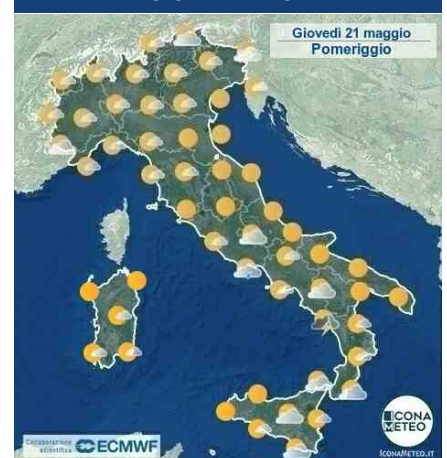 Giovedì 21 maggio
Pomeriggio
Collaborazione
scientifica
ECMWF
ICONA
METEO
ICONAMETEO.IT